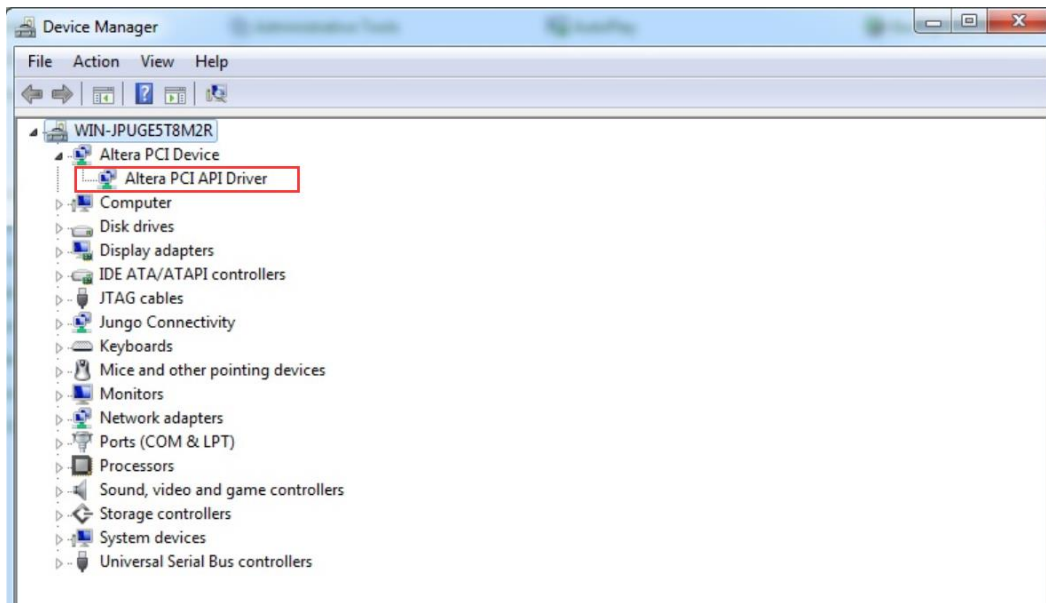 Device Manager
File Action View Help
WIN-JPUGE5T8M2R
Altera PCI Device
Altera PCI API Driver
Computer
Disk drives
Display adapters
IDE ATA/ATAPI controllers
JTAG cables
Jungo Connectivity
Keyboards
Mice and other pointing devices
Monitors
Network adapters
Ports (COM & LPT)
Processors
Sound, video and game controllers
Storage controllers
System devices
Universal Serial Bus controllers